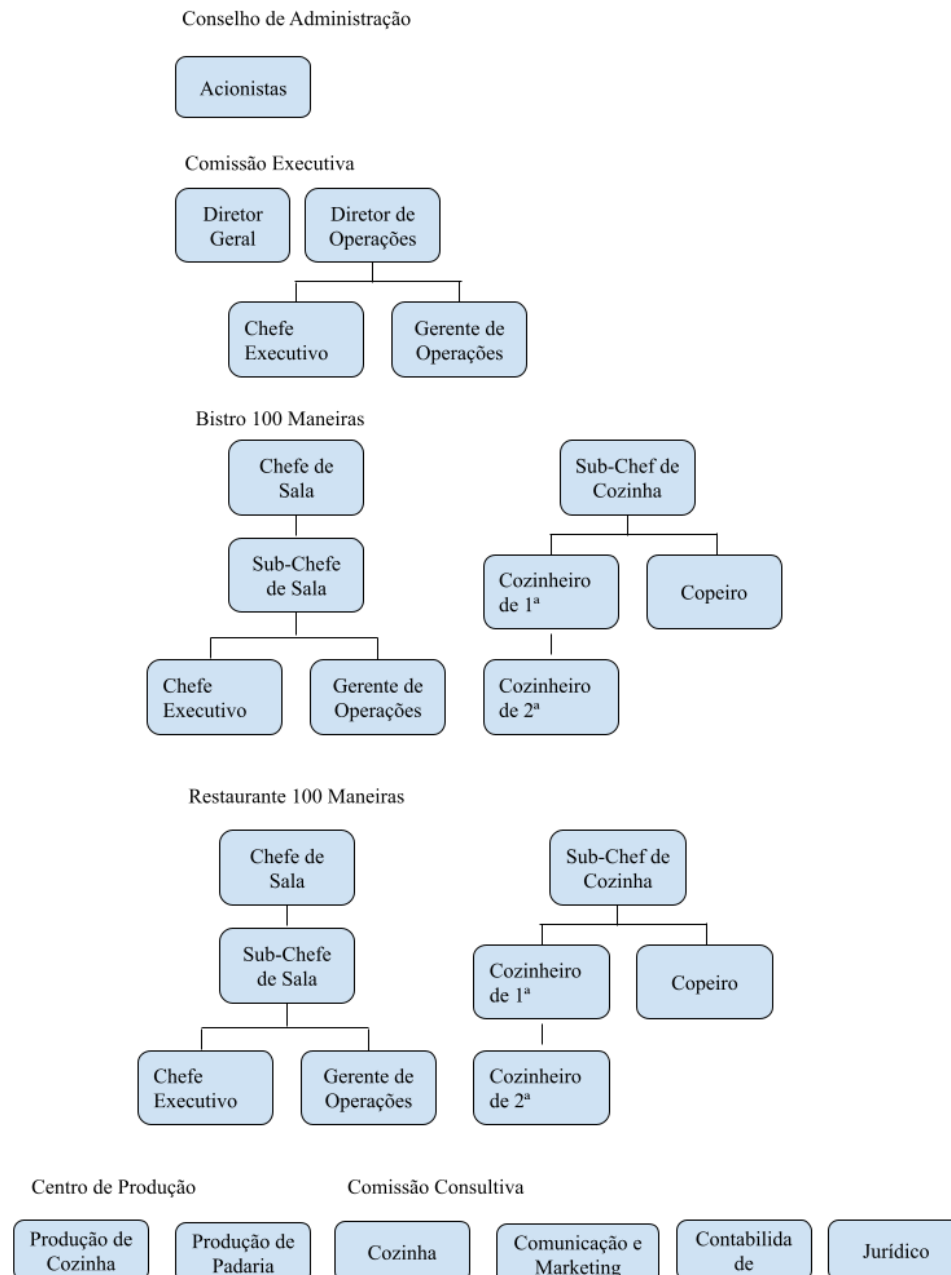 Conselho de Administração
Acionistas
Comissão Executiva
Diretor
Geral
Diretor de
Operações
Chefe
Executivo
Gerente de
Operações
Bistro 100 Maneiras
Chefe de
Sala
Sub-Chef de
Cozinha
Sub-Chefe
de Sala
Cozinheiro
de 1ª
Copeiro
Chefe
Executivo
Gerente de
Operações
Cozinheiro
de 2ª
Restaurante 100 Maneiras
Chefe de
Sala
Sub-Chef de
Cozinha
Sub-Chefe
de Sala
Cozinheiro
de 1ª
Copeiro
Chefe
Executivo
Gerente de
Operações
Cozinheiro
de 2ª
Centro de Produção
Comissão Consultiva
Produção de
Cozinha
Produção de
Padaria
Cozinha
Comunicação e
Marketing
Contabilida
de
Jurídico